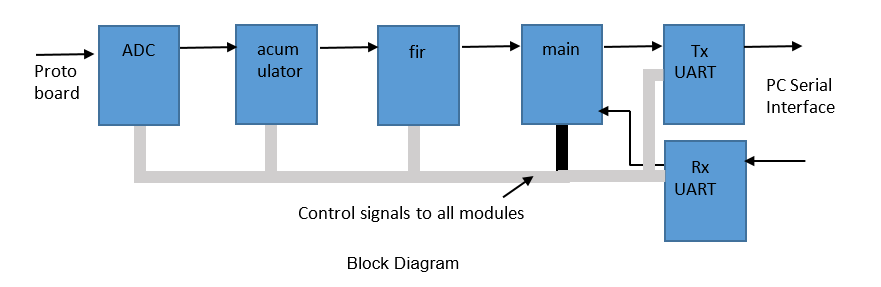 Proto
board
ADC
acum
ulator
fir
main
Tx
UART
PC Serial
Interface
Rx
UART
Control signals to all modules
Block Diagram